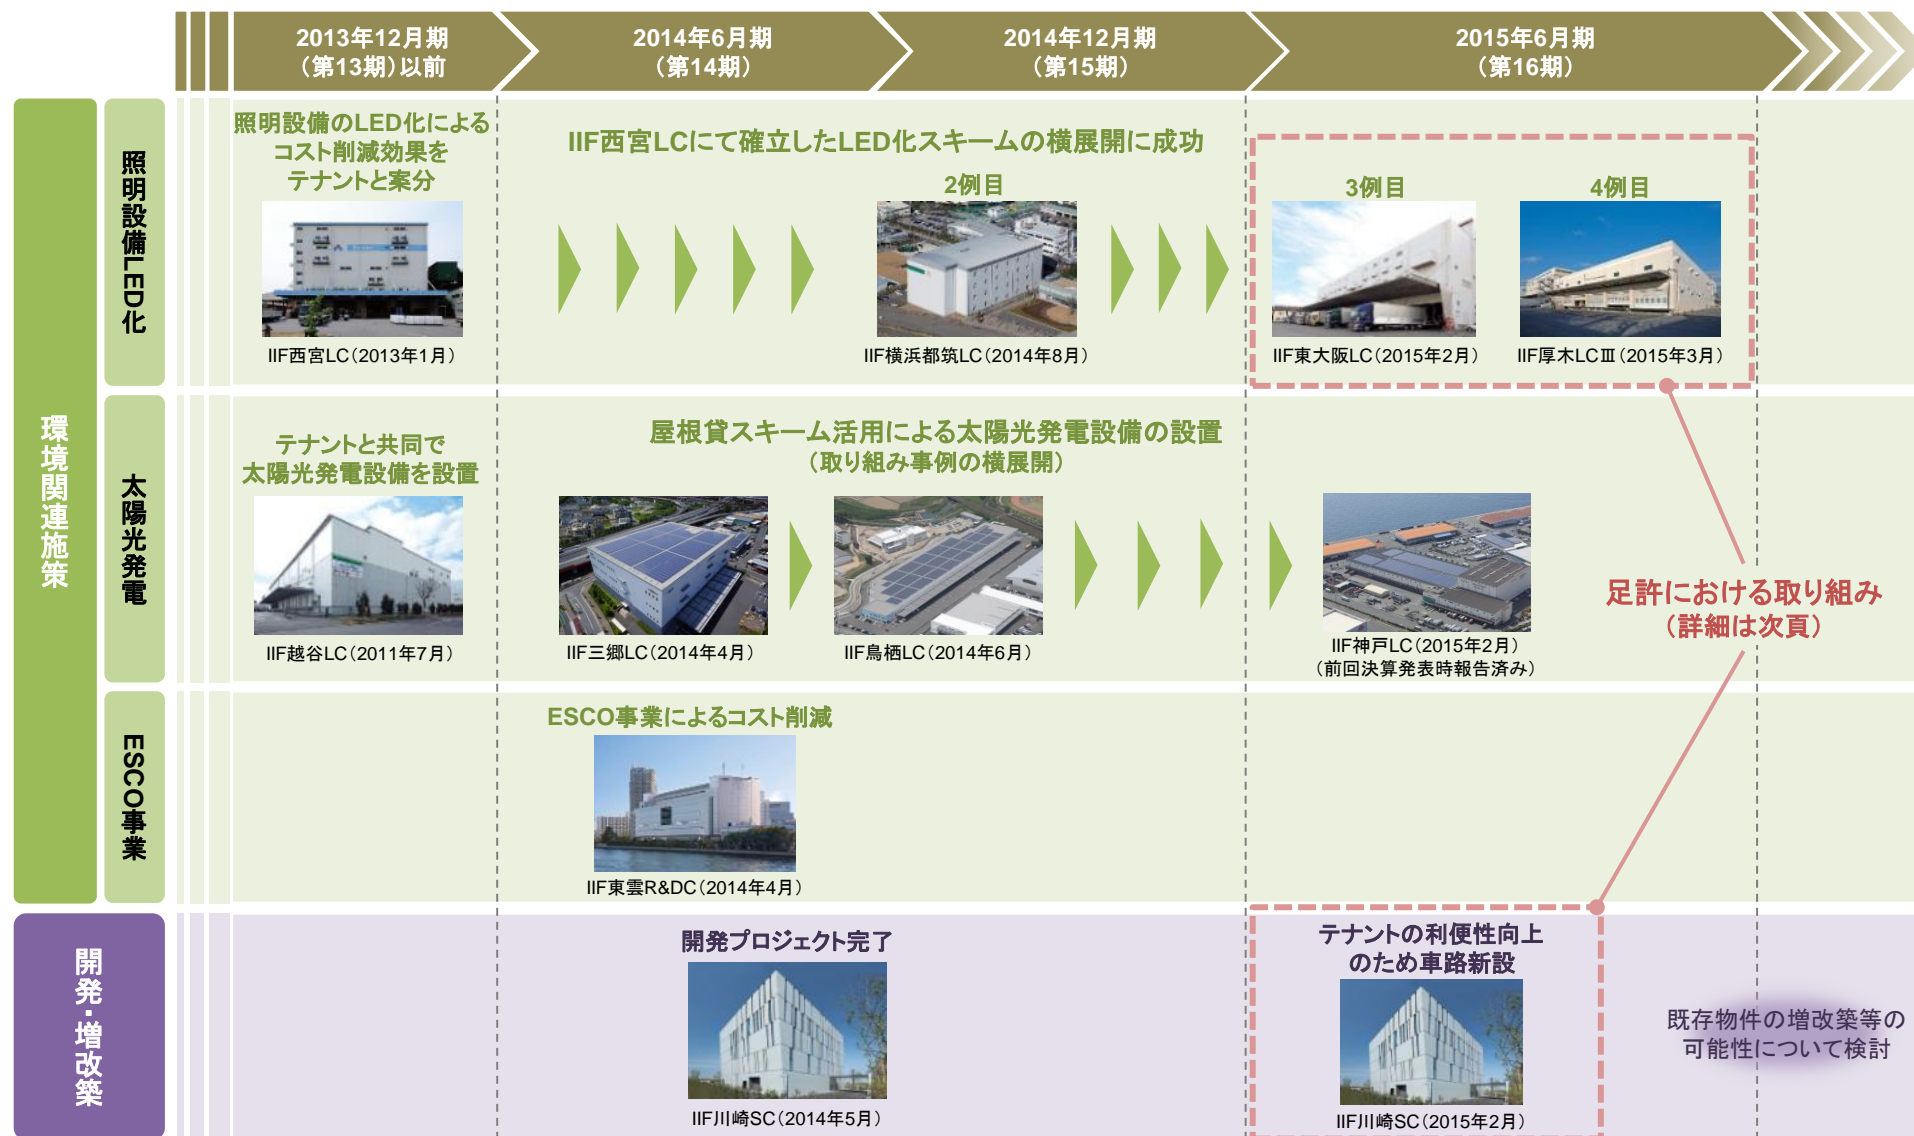 2013年12月期
（第13期）以前
2014年6月期
（第14期）
2014年12月期
（第15期）
2015年6月期
（第16期）
環境関連施策
照明設備LED化
照明設備のLED化による
コスト削減効果を
テナントと案分
IIF西宮LC（2013年1月）
IIF西宮LCにて確立したLED化スキームの横展開に成功
2例目
IIF横浜都筑LC（2014年8月）
3例目
IIF東大阪LC（2015年2月）
4例目
IIF厚木LCⅢ（2015年3月）
太陽光発電
テナントと共同で
太陽光発電設備を設置
IIF越谷LC（2011年7月）
屋根貸スキーム活用による太陽光発電設備の設置
（取り組み事例の横展開）
IIF三郷LC（2014年4月）
IIF鳥栖LC（2014年6月）
IIF神戸LC（2015年2月）
（前回決算発表時報告済み）
足許における取り組み
（詳細は次頁）
ESCO事業
ESCO事業によるコスト削減
IIF東雲R&DC（2014年4月）
開発・増改築
開発プロジェクト完了
IIF川崎SC（2014年5月）
テナントの利便性向上
のため車路新設
IIF川崎SC（2015年2月）
既存物件の増改築等の
可能性について検討